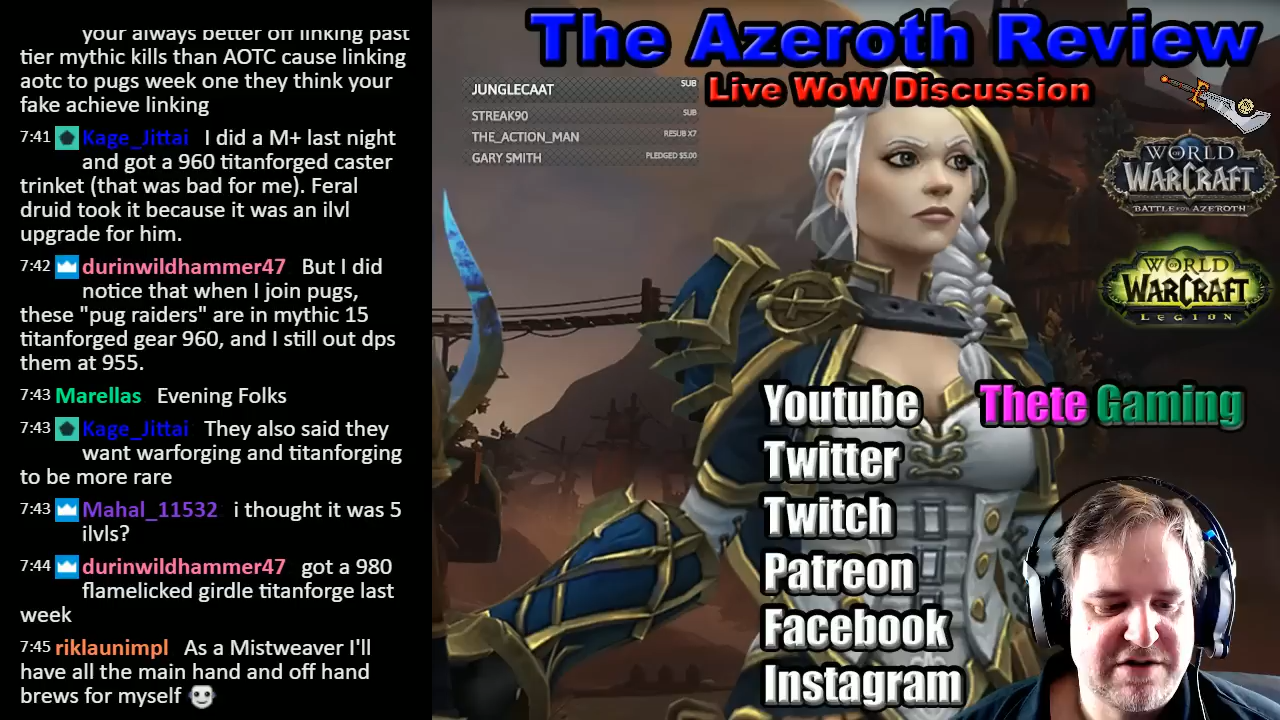 your always better off linking past
tier mythic kills than AOTC cause linking
aotc to pugs week one they think your
fake achieve linking
7:41 Kage_Jittai I did a M+ last night
and got a 960 titanforged caster
trinket (that was bad for me). Feral
druid took it because it was an ilvl
upgrade for him.
7:42 durinwildhammer47 But I did
notice that when I join pugs,
these "pug raiders" are in mythic 15
titanforged gear 960, and I still out dps
them at 955.
7:43 Marellas Evening Folks
7:43 Kage_Jittai They also said they
want warforging and titanforging
to be more rare
7:43 Mahal_11532 i thought it was 5
ilvls?
7:44 durinwildhammer47 got a 980
flamelicked girdle titanforge last
week
7:45 riklaunimpl As a Mistweaver I'll
have all the main hand and off hand
brews for myself
The Azeroth Review
Live WoW Discussion
JUNGLECAAT SUB
STREAK90 SUB
THE_ACTION_MAN RESUB X7
GARY SMITH PLEDGED $5.00
WORLD
WARCRAFT
BATTLE FOR AZEROTH
WORLD
WARCRAFT
LEGION
Youtube Thete Gaming
Twitter
Twitch
Patreon
Facebook
Instagram